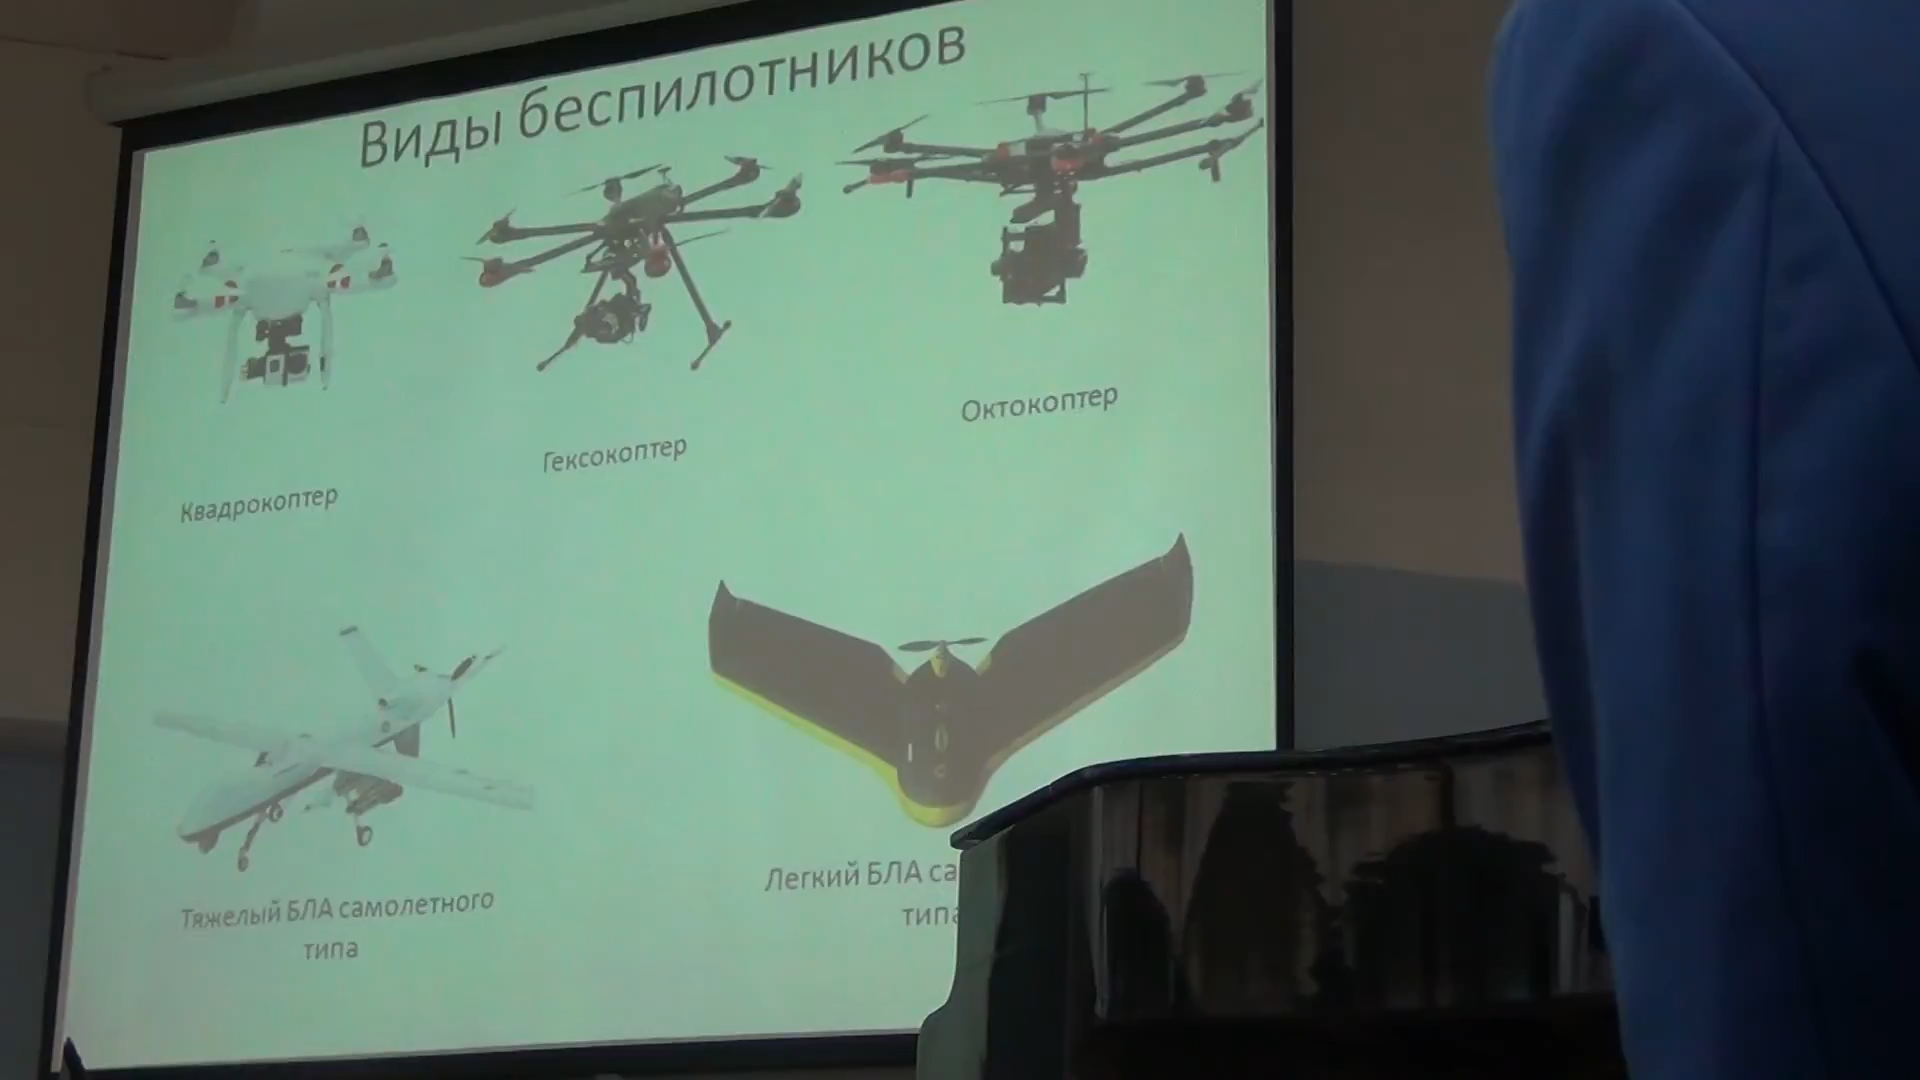 Виды беспилотников
Квадрокоптер
Гексокоптер
Октокоптер
Тяжелый БЛА самолетного
типа
Легкий БЛА